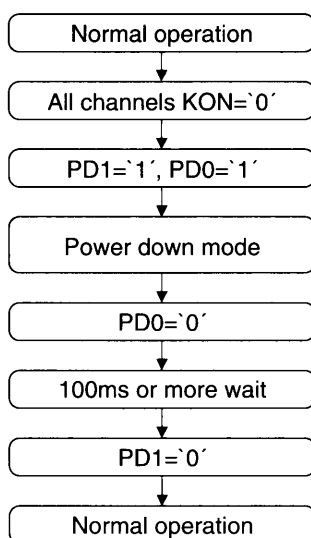 Normal operation
All channels KON=`0´
PD1=`1´, PD0=`1´
Power down mode
PD0=`0´
100ms or more wait
PD1=`0´
Normal operation